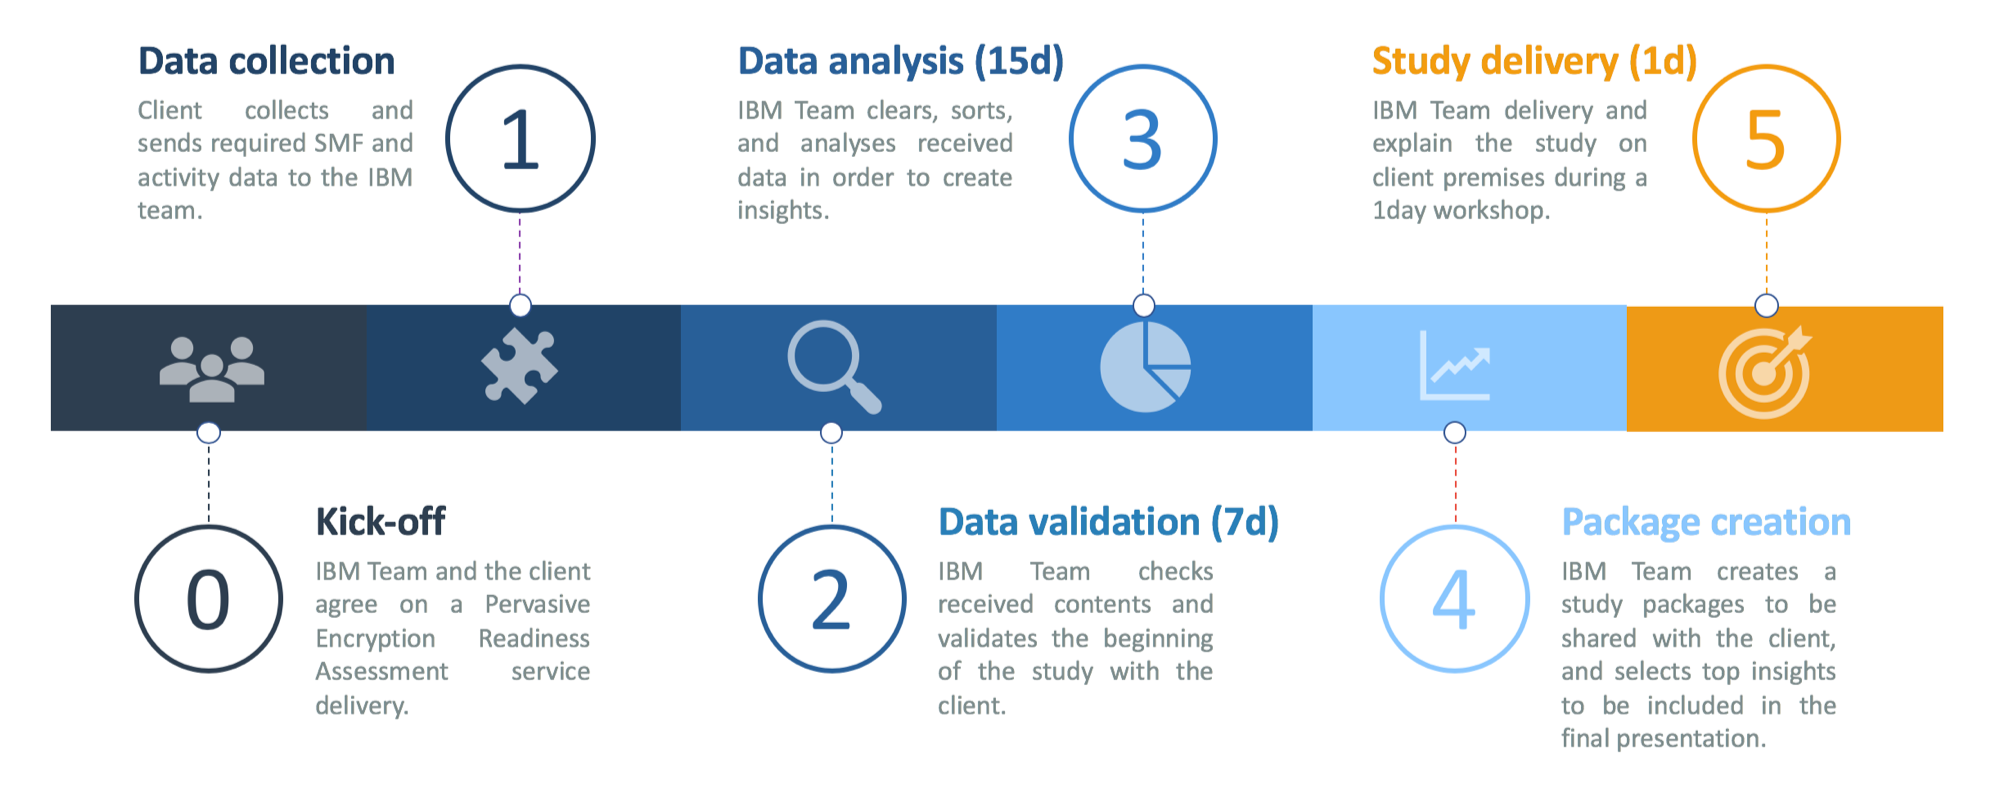 Data collection
Client collects and
sends required SMF and
activity data to the IBM
team.
1
Data analysis (15d)
IBM Team clears, sorts,
and analyses received
data in order to create
insights.
3
Study delivery (1d)
IBM Team delivery and
explain the study on
client premises during a
1day workshop.
5
0
Kick-off
IBM Team and the client
agree on a Pervasive
Encryption Readiness
Assessment service
delivery.
2
Data validation (7d)
IBM Team checks
received contents and
validates the beginning
of the study with the
client.
4
Package creation
IBM Team creates a
study packages to be
shared with the client,
and selects top insights
to be included in the
final presentation.